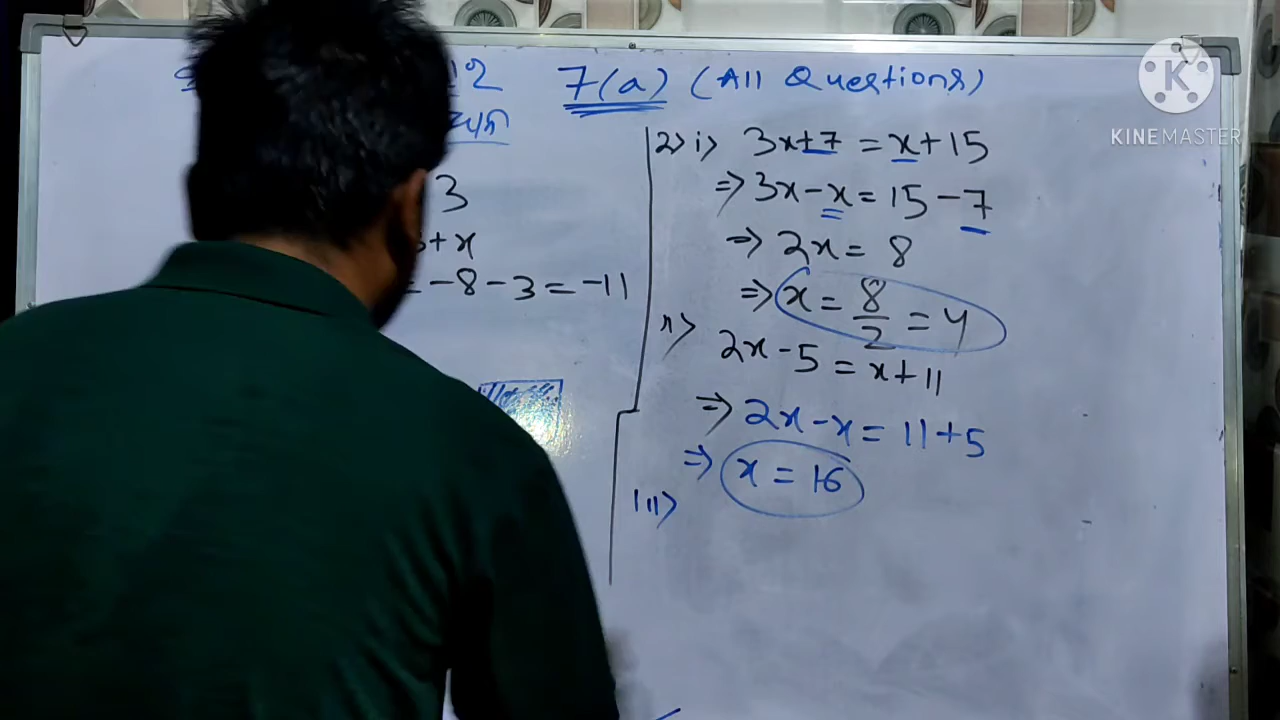 12 7(a) (All Questions)
3
+ x
= -8 - 3 = -11
2) i) 3x + 7 = x + 15
⇒ 3x - x = 15 - 7
⇒ 2x = 8
⇒ x = 8/2 = 4
ii) 2x - 5 = x + 11
⇒ 2x - x = 11 + 5
⇒ x = 16
iii)
KINEMASTER